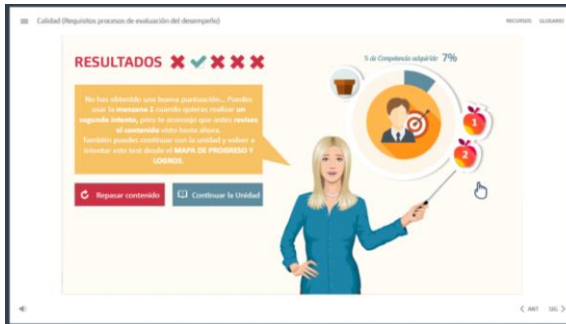 Calidad (Requisitos procesos de evaluación del desempeño)
RECURSOS GLOSARIO
RESULTADOS
% de Competencia adquirido 7%
No has obtenido una buena puntuación... Puedes
usar la manzana 1 cuando quieras realizar un
segundo intento, pero te aconsejo que antes revises
el contenido visto hasta ahora.
También puedes continuar con la unidad y volver a
intentar este test desde el MAPA DE PROGRESO Y
LOGROS.
1
2
Repasar contenido
Continuar la Unidad
ANT SIG